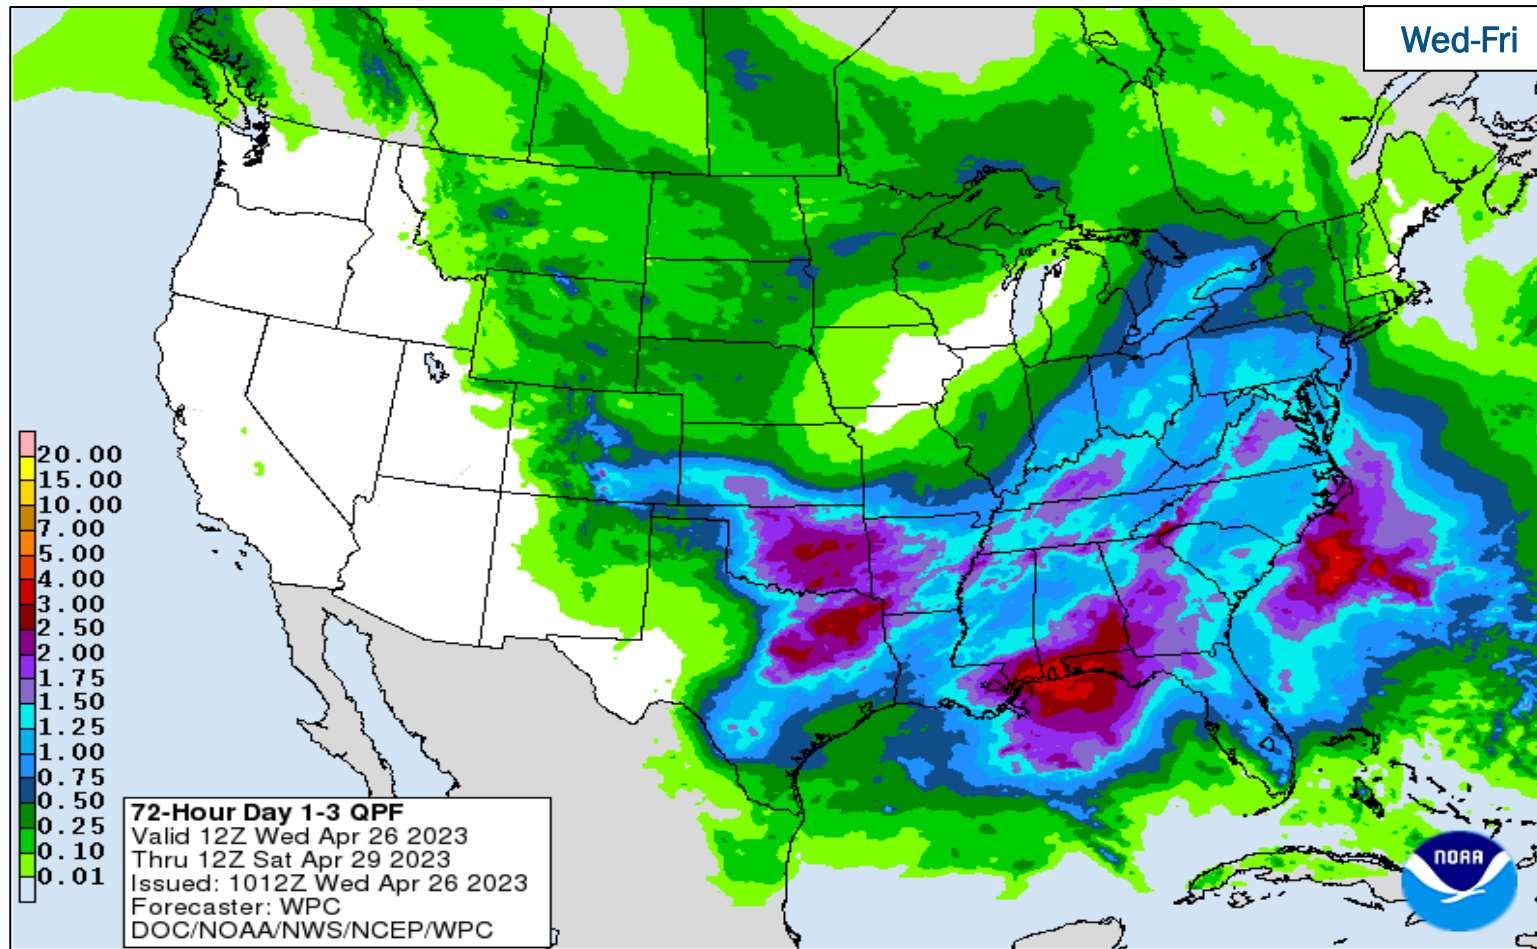 Wed-Fri
20.00
15.00
10.00
7.00
5.00
4.00
3.00
2.50
2.00
1.75
1.50
1.25
1.00
0.75
0.50
0.25
0.10
0.01
72-Hour Day 1-3 QPF
Valid 12Z Wed Apr 26 2023
Thru 12Z Sat Apr 29 2023
Issued: 1012Z Wed Apr 26 2023
Forecaster: WPC
DOC/NOAA/NWS/NCEP/WPC
NOAA